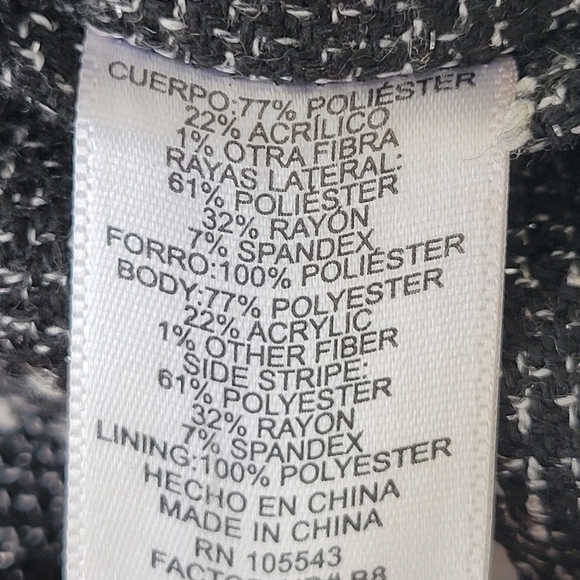 CUERPO:77% POLIÉSTER
22% ACRÍLICO
1% OTRA FIBRA
RAYAS LATERAL:
61% POLIÉSTER
32% RAYÓN
7% SPANDEX
FORRO:100% POLIÉSTER
BODY:77% POLYESTER
22% ACRYLIC
1% OTHER FIBER
SIDE STRIPE:
61% POLYESTER
32% RAYON
7% SPANDEX
LINING:100% POLYESTER
HECHO EN CHINA
MADE IN CHINA
RN 105543